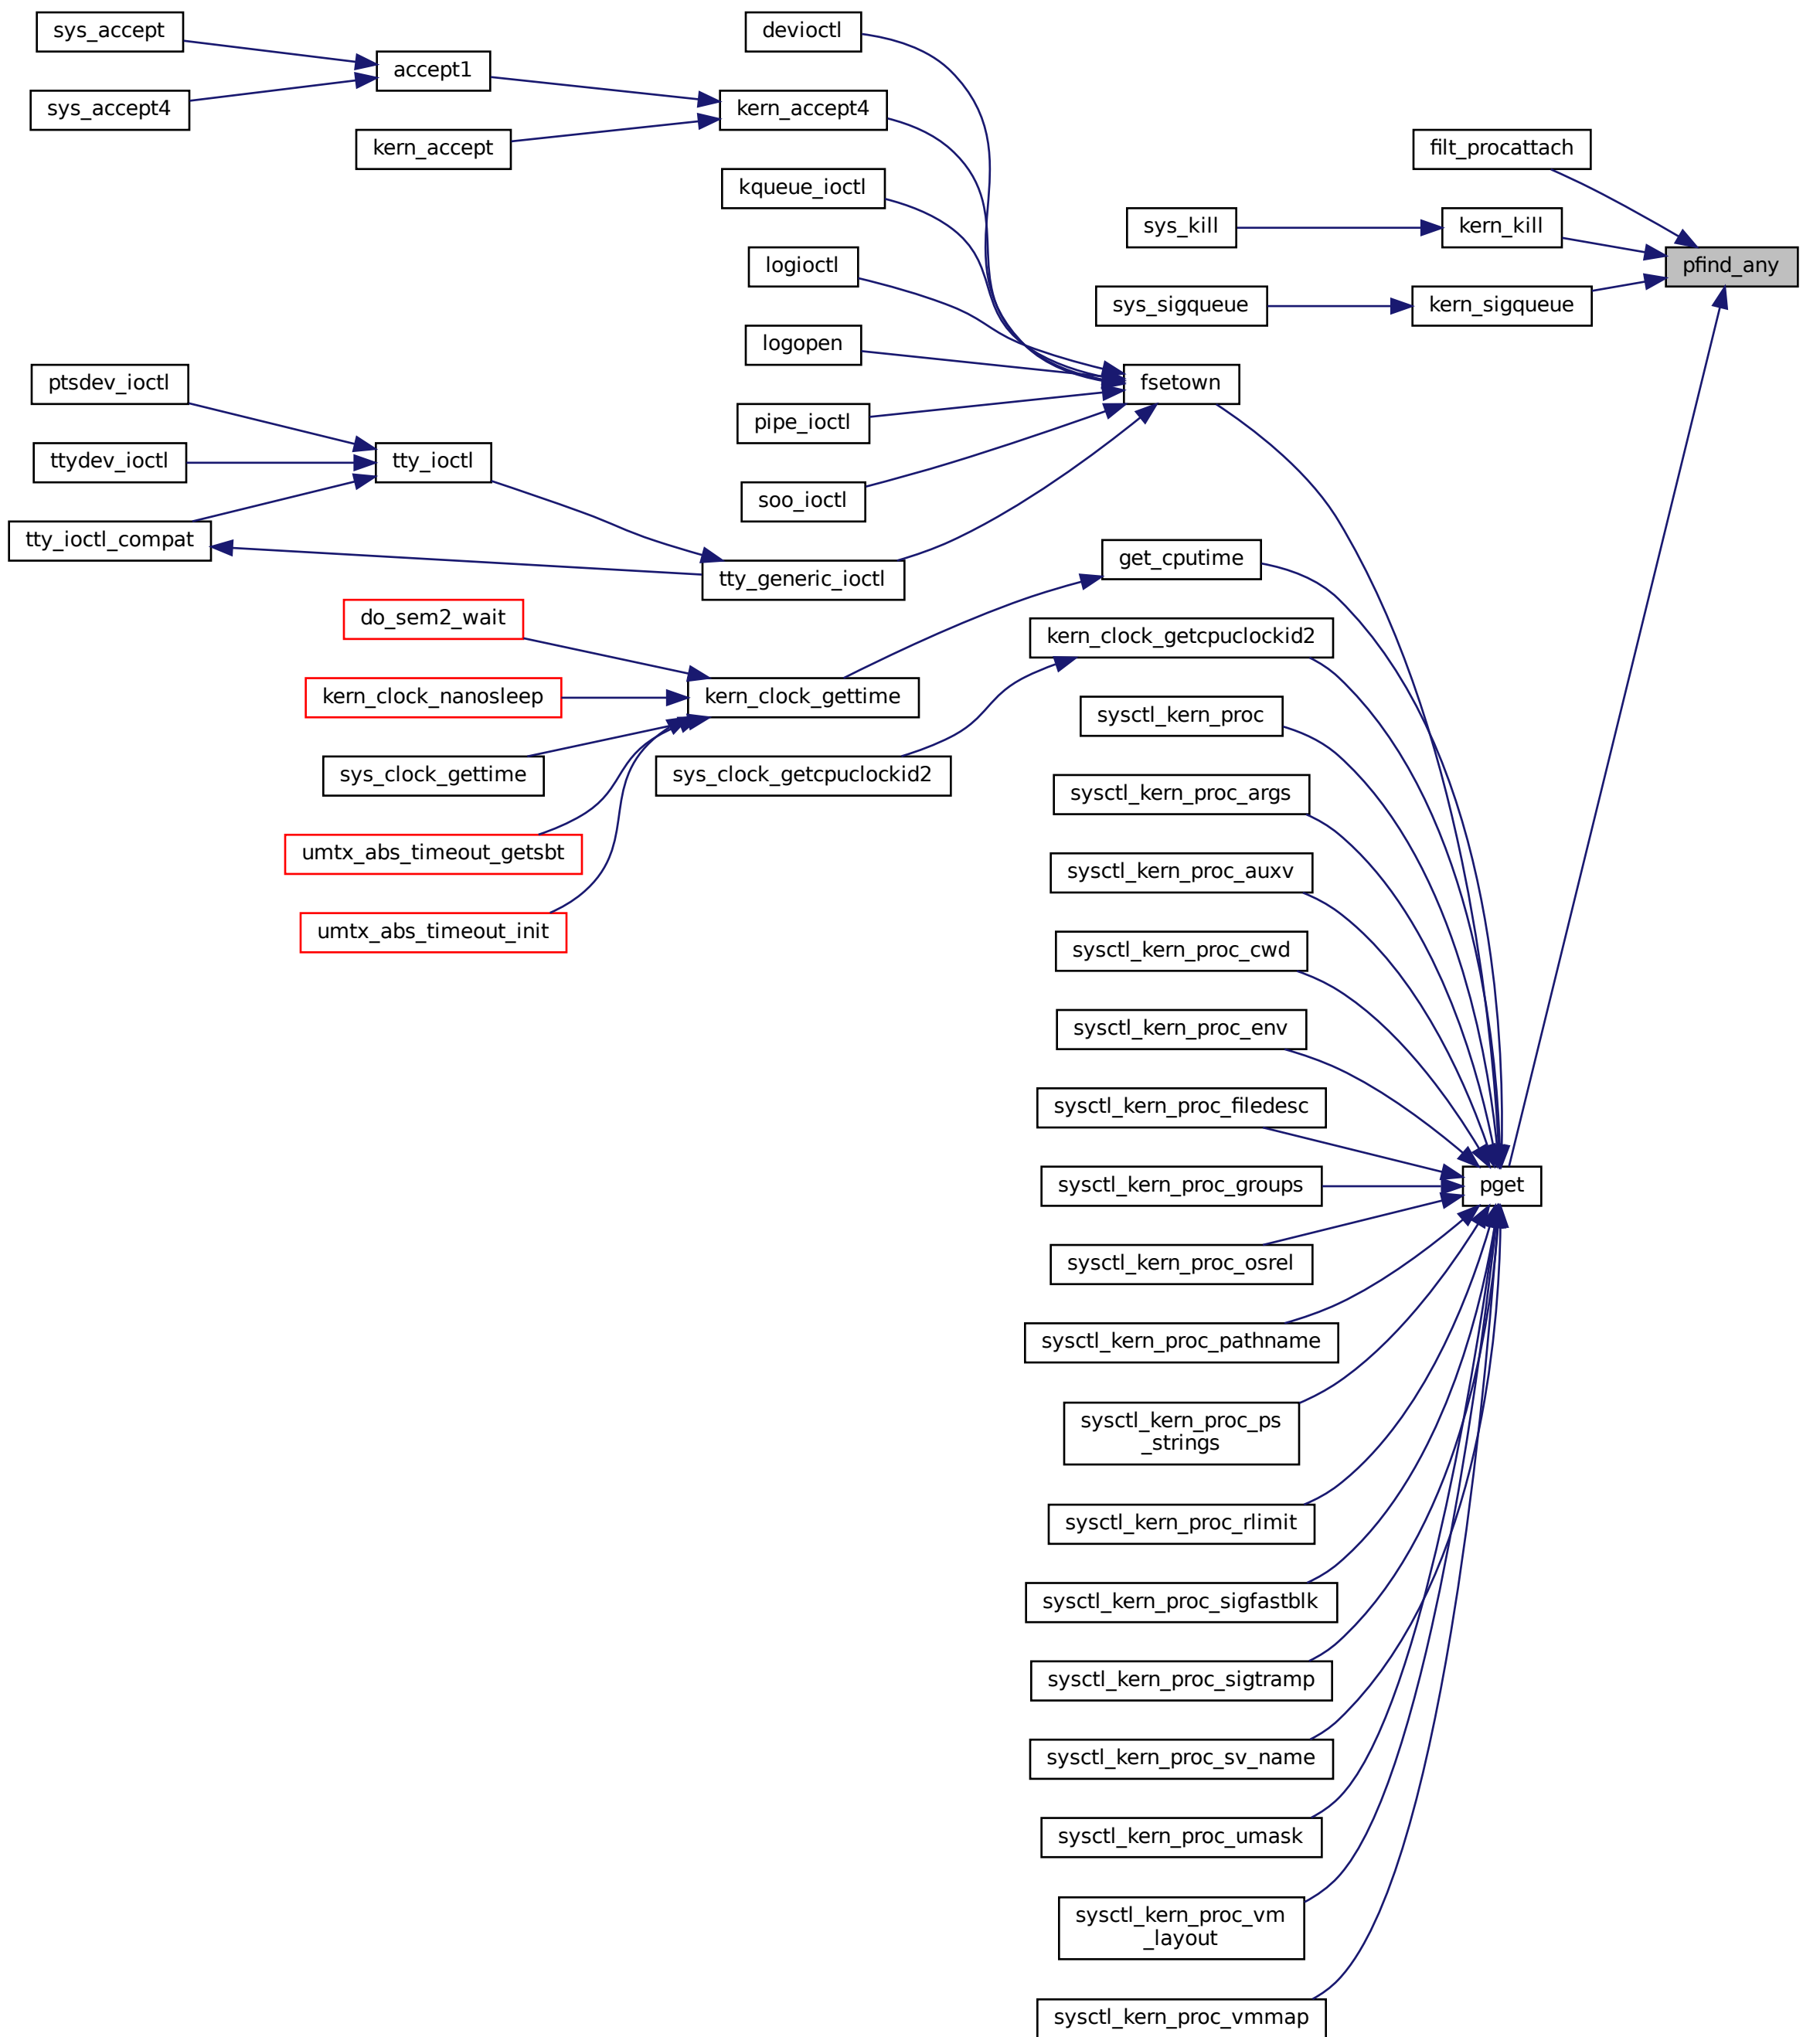 sys_accept
devioctl
accept1
sys_accept4
kern_accept4
kern_accept
filt_procattach
kqueue_ioctl
sys_kill
kern_kill
logioctl
pfind_any
sys_sigqueue
kern_sigqueue
logopen
ptsdev_ioctl
fsetown
pipe_ioctl
ttydev_ioctl
tty_ioctl
soo_ioctl
tty_ioctl_compat
get_cputime
tty_generic_ioctl
do_sem2_wait
kern_clock_getcpuclockid2
kern_clock_nanosleep
kern_clock_gettime
sysctl_kern_proc
sys_clock_gettime
sys_clock_getcpuclockid2
sysctl_kern_proc_args
umtx_abs_timeout_getsbt
sysctl_kern_proc_auxv
umtx_abs_timeout_init
sysctl_kern_proc_cwd
sysctl_kern_proc_env
sysctl_kern_proc_filedesc
sysctl_kern_proc_groups
pget
sysctl_kern_proc_osrel
sysctl_kern_proc_pathname
sysctl_kern_proc_ps
_strings
sysctl_kern_proc_rlimit
sysctl_kern_proc_sigfastblk
sysctl_kern_proc_sigtramp
sysctl_kern_proc_sv_name
sysctl_kern_proc_umask
sysctl_kern_proc_vm
_layout
sysctl_kern_proc_vmmap